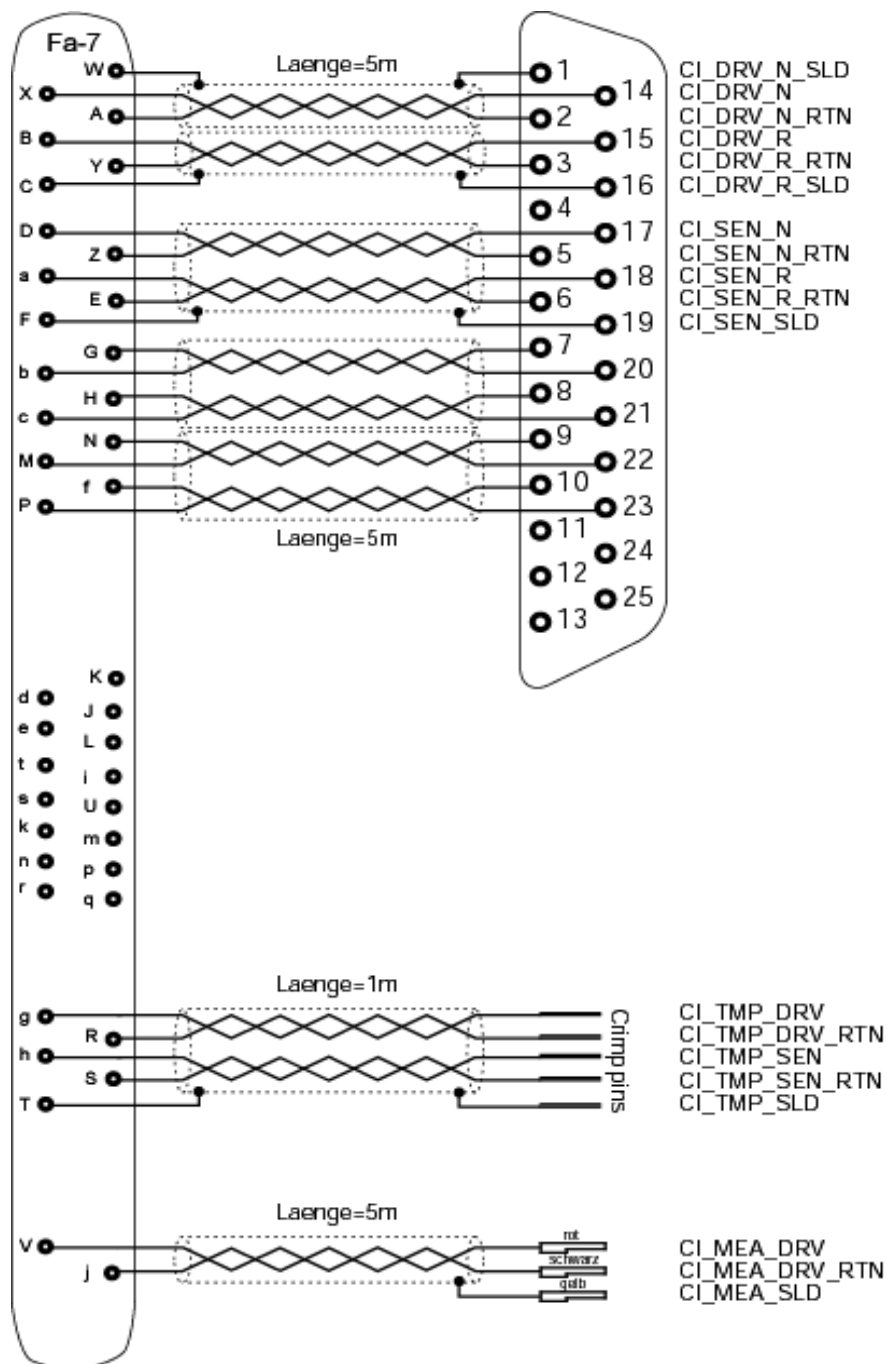 Fa-7
Laenge=5m
W 1 CI_DRV_N_SLD
X 14 CI_DRV_N
A 2 CI_DRV_N_RTN
B 15 CI_DRV_R
Y 3 CI_DRV_R_RTN
C 16 CI_DRV_R_SLD
4
D 17 CI_SEN_N
Z 5 CI_SEN_N_RTN
a 18 CI_SEN_R
E 6 CI_SEN_R_RTN
F 19 CI_SEN_SLD
G 7
b 20
H 8
c 21
N 9
M 22
f 10
P 23
11
Laenge=5m
24
12
25
13
K
d
J
e
L
t
i
s
U
k
m
n
p
r
q
Laenge=1m
g CI_TMP_DRV
R CI_TMP_DRV_RTN
h CI_TMP_SEN
S CI_TMP_SEN_RTN
T CI_TMP_SLD
Crimp pins
Laenge=5m
V rot CI_MEA_DRV
j schwarz CI_MEA_DRV_RTN
gelb CI_MEA_SLD